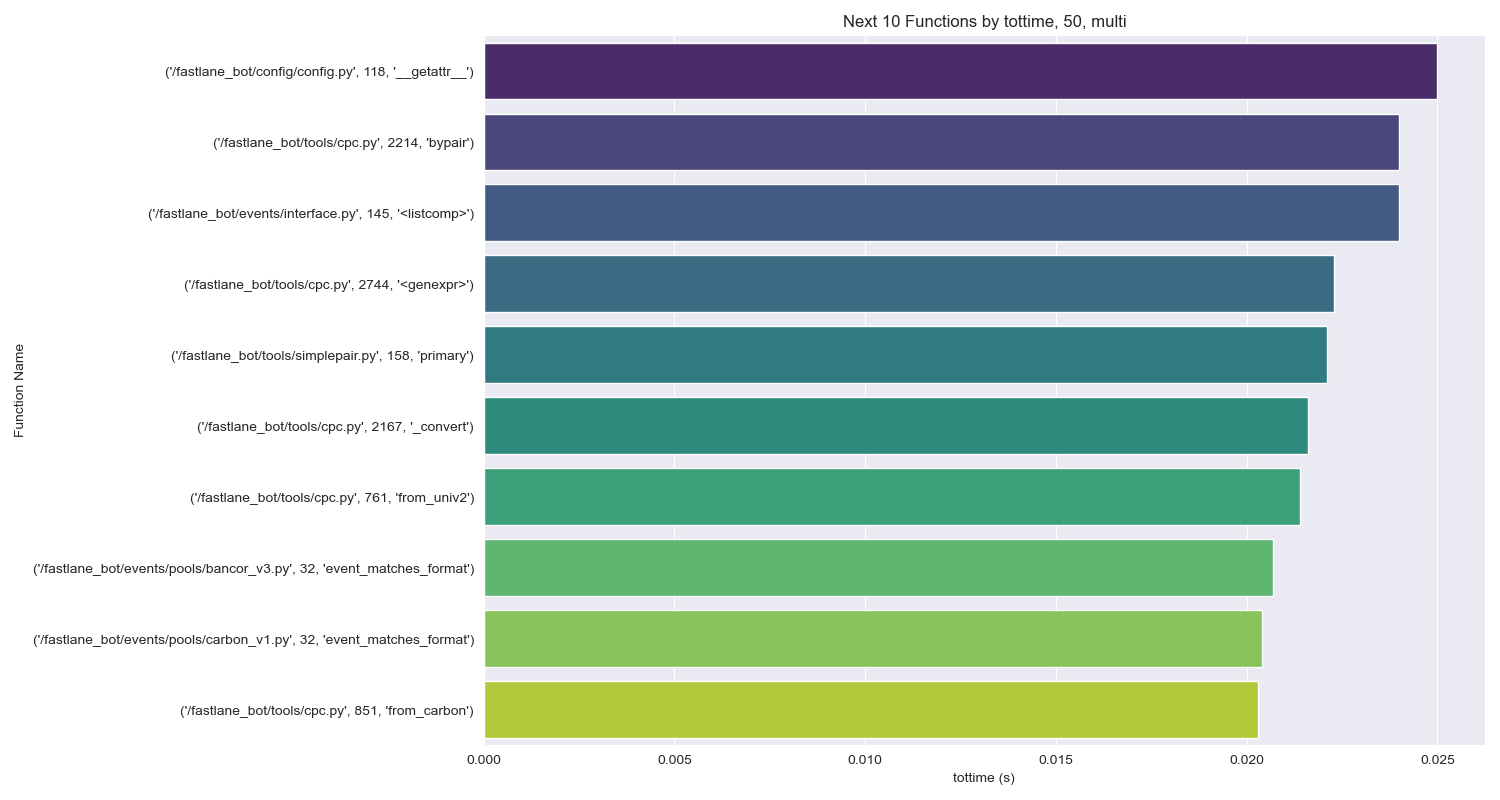 Next 10 Functions by tottime, 50, multi
('/fastlane_bot/config/config.py', 118, '__getattr__')
('/fastlane_bot/tools/cpc.py', 2214, 'bypair')
('/fastlane_bot/events/interface.py', 145, '<listcomp>')
('/fastlane_bot/tools/cpc.py', 2744, '<genexpr>')
('/fastlane_bot/tools/simplepair.py', 158, 'primary')
('/fastlane_bot/tools/cpc.py', 2167, '_convert')
('/fastlane_bot/tools/cpc.py', 761, 'from_univ2')
('/fastlane_bot/events/pools/bancor_v3.py', 32, 'event_matches_format')
('/fastlane_bot/events/pools/carbon_v1.py', 32, 'event_matches_format')
('/fastlane_bot/tools/cpc.py', 851, 'from_carbon')
Function Name
0.000 0.005 0.010 0.015 0.020 0.025
tottime (s)